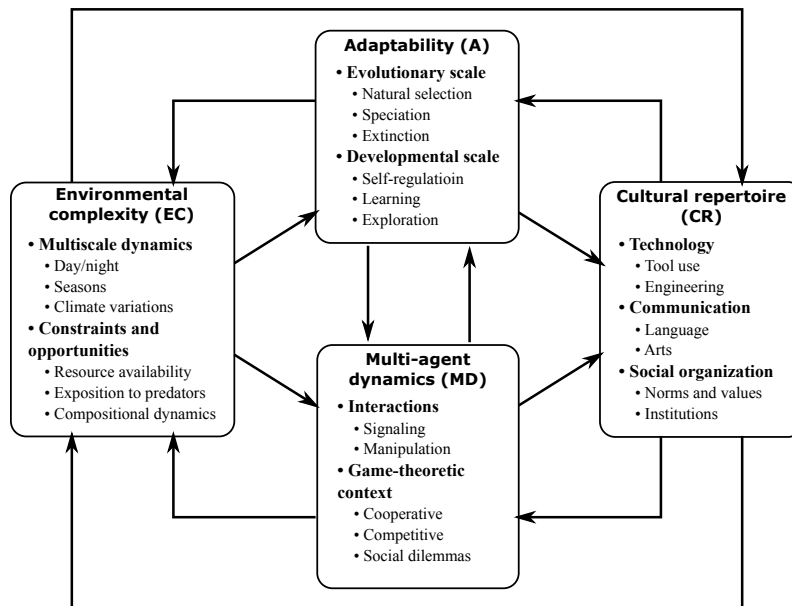 Adaptability (A)
• Evolutionary scale
• Natural selection
• Speciation
• Extinction
• Developmental scale
• Self-regulatioin
• Learning
• Exploration
Environmental
complexity (EC)
• Multiscale dynamics
• Day/night
• Seasons
• Climate variations
• Constraints and
opportunities
• Resource availability
• Exposition to predators
• Compositional dynamics
Cultural repertoire
(CR)
• Technology
• Tool use
• Engineering
• Communication
• Language
• Arts
• Social organization
• Norms and values
• Institutions
Multi-agent
dynamics (MD)
• Interactions
• Signaling
• Manipulation
• Game-theoretic
context
• Cooperative
• Competitive
• Social dilemmas